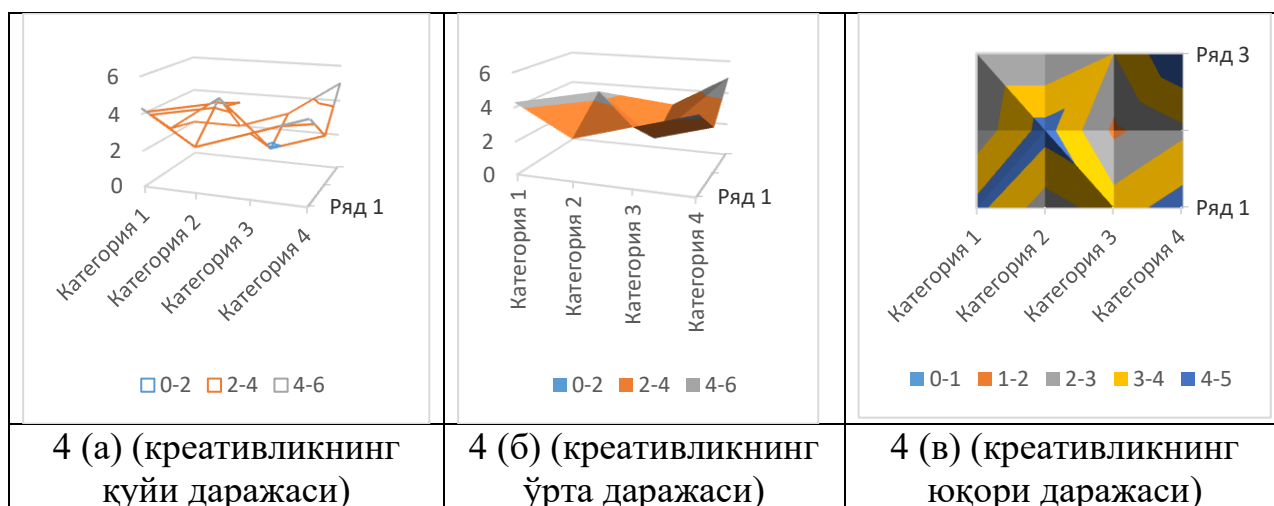 6
4
2
0
Ряд 1
Категория 1
Категория 2
Категория 3
Категория 4
0-2 2-4 4-6
4 (а) (креативликнинг
қуйи даражаси)
6
4
2
0
Ряд 1
Категория 1
Категория 2
Категория 3
Категория 4
0-2 2-4 4-6
4 (б) (креативликнинг
ўрта даражаси)
Ряд 3
Ряд 1
Категория 1
Категория 2
Категория 3
Категория 4
0-1 1-2 2-3 3-4 4-5
4 (в) (креативликнинг
юқори даражаси)